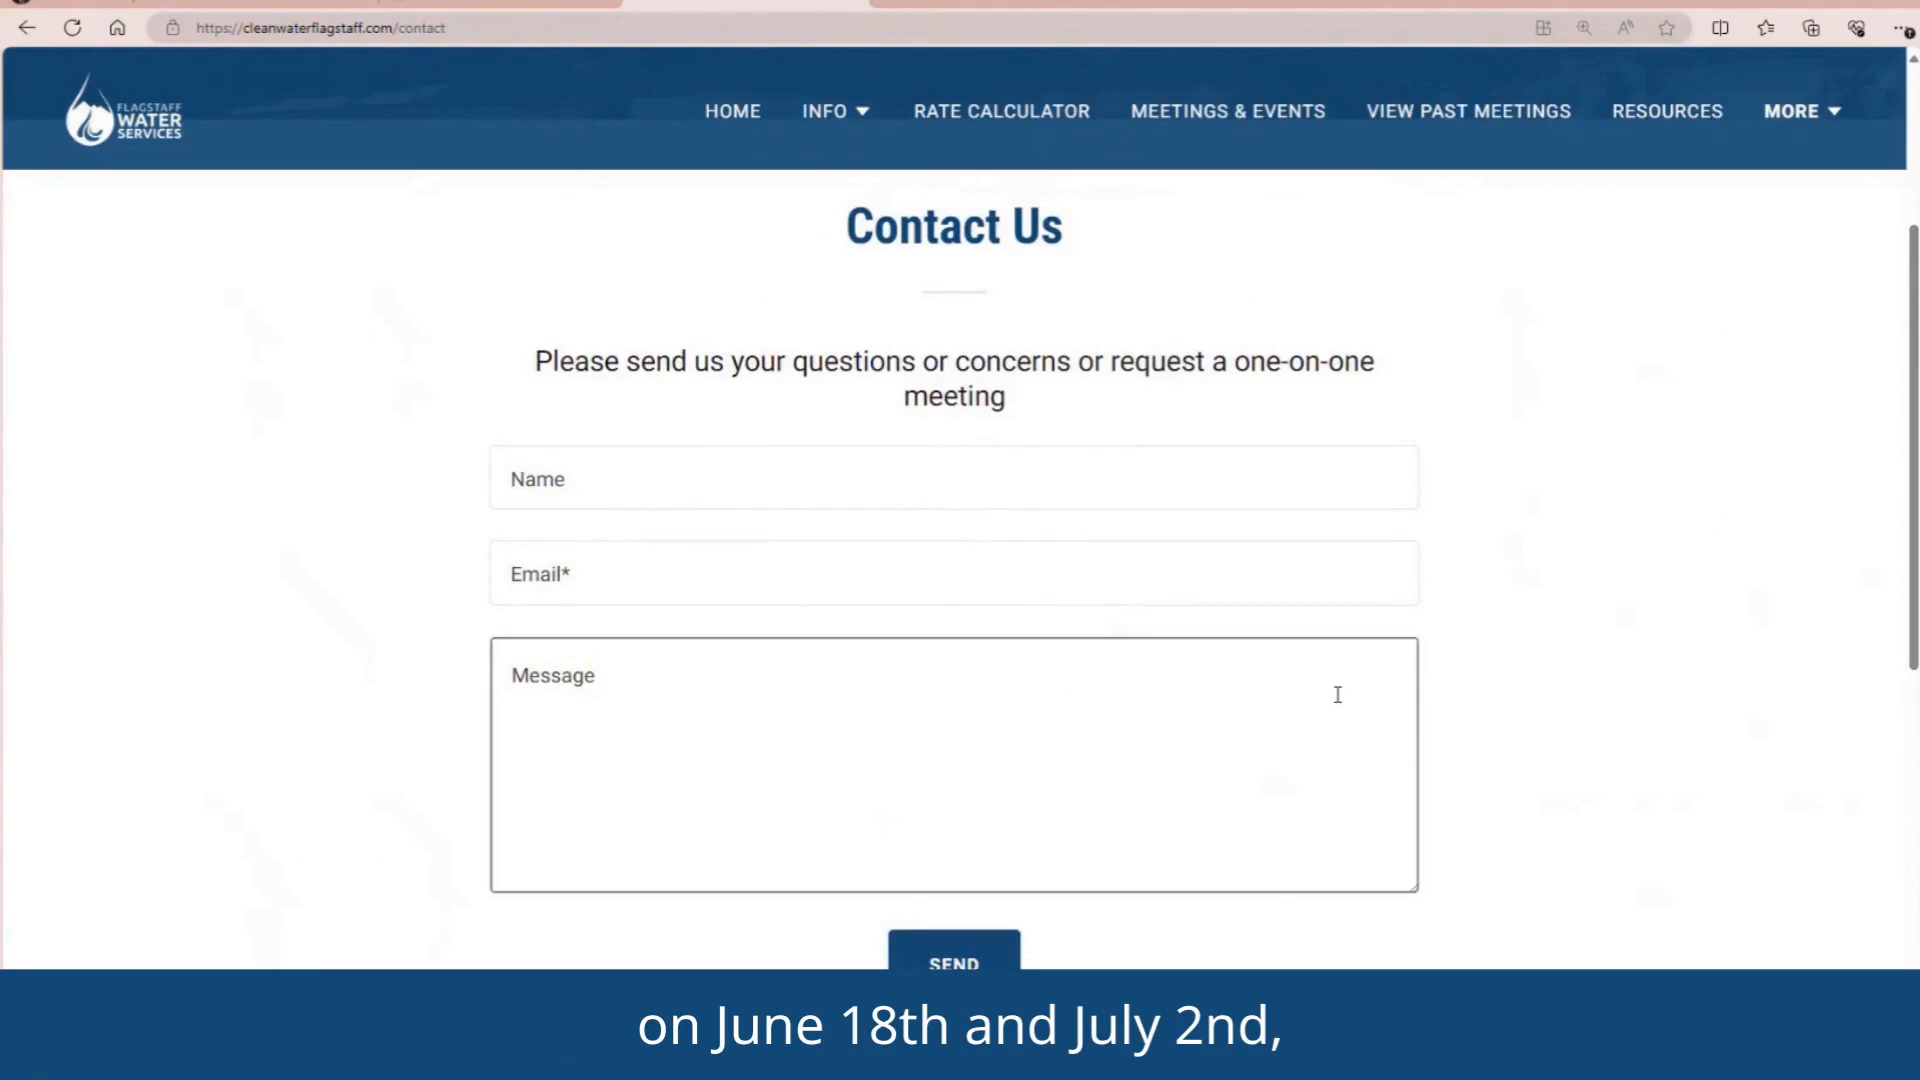 https://cleanwaterflagstaff.com/contact
FLAGSTAFF
WATER
SERVICES
HOME INFO RATE CALCULATOR MEETINGS & EVENTS VIEW PAST MEETINGS RESOURCES MORE
Contact Us
Please send us your questions or concerns or request a one-on-one
meeting
Name
Email*
Message
SEND
on June 18th and July 2nd,